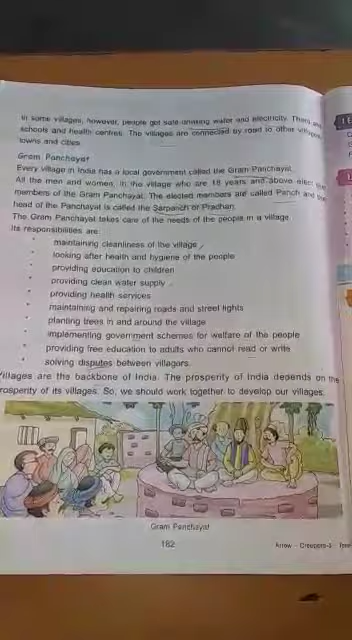 In some villages, however, people get safe drinking water and electricity. There are
schools and health centres. The villages are connected by road to other villages,
towns and cities.
Gram Panchayat
Every village in India has a local government called the Gram Panchayat.
All the men and women, in the village who are 18 years and above elect the
members of the Gram Panchayat. The elected members are called Panch and the
head of the Panchayat is called the Sarpanch or Pradhan.
The Gram Panchayat takes care of the needs of the people in a village.
Its responsibilities are:
• maintaining cleanliness of the village
• looking after health and hygiene of the people
• providing education to children
• providing clean water supply
• providing health services
• maintaining and repairing roads and street lights
• planting trees in and around the village
• implementing government schemes for welfare of the people
• providing free education to adults who cannot read or write
• solving disputes between villagers.
Villages are the backbone of India. The prosperity of India depends on the
rosperity of its villages. So, we should work together to develop our villages.
Gram Panchayat
182